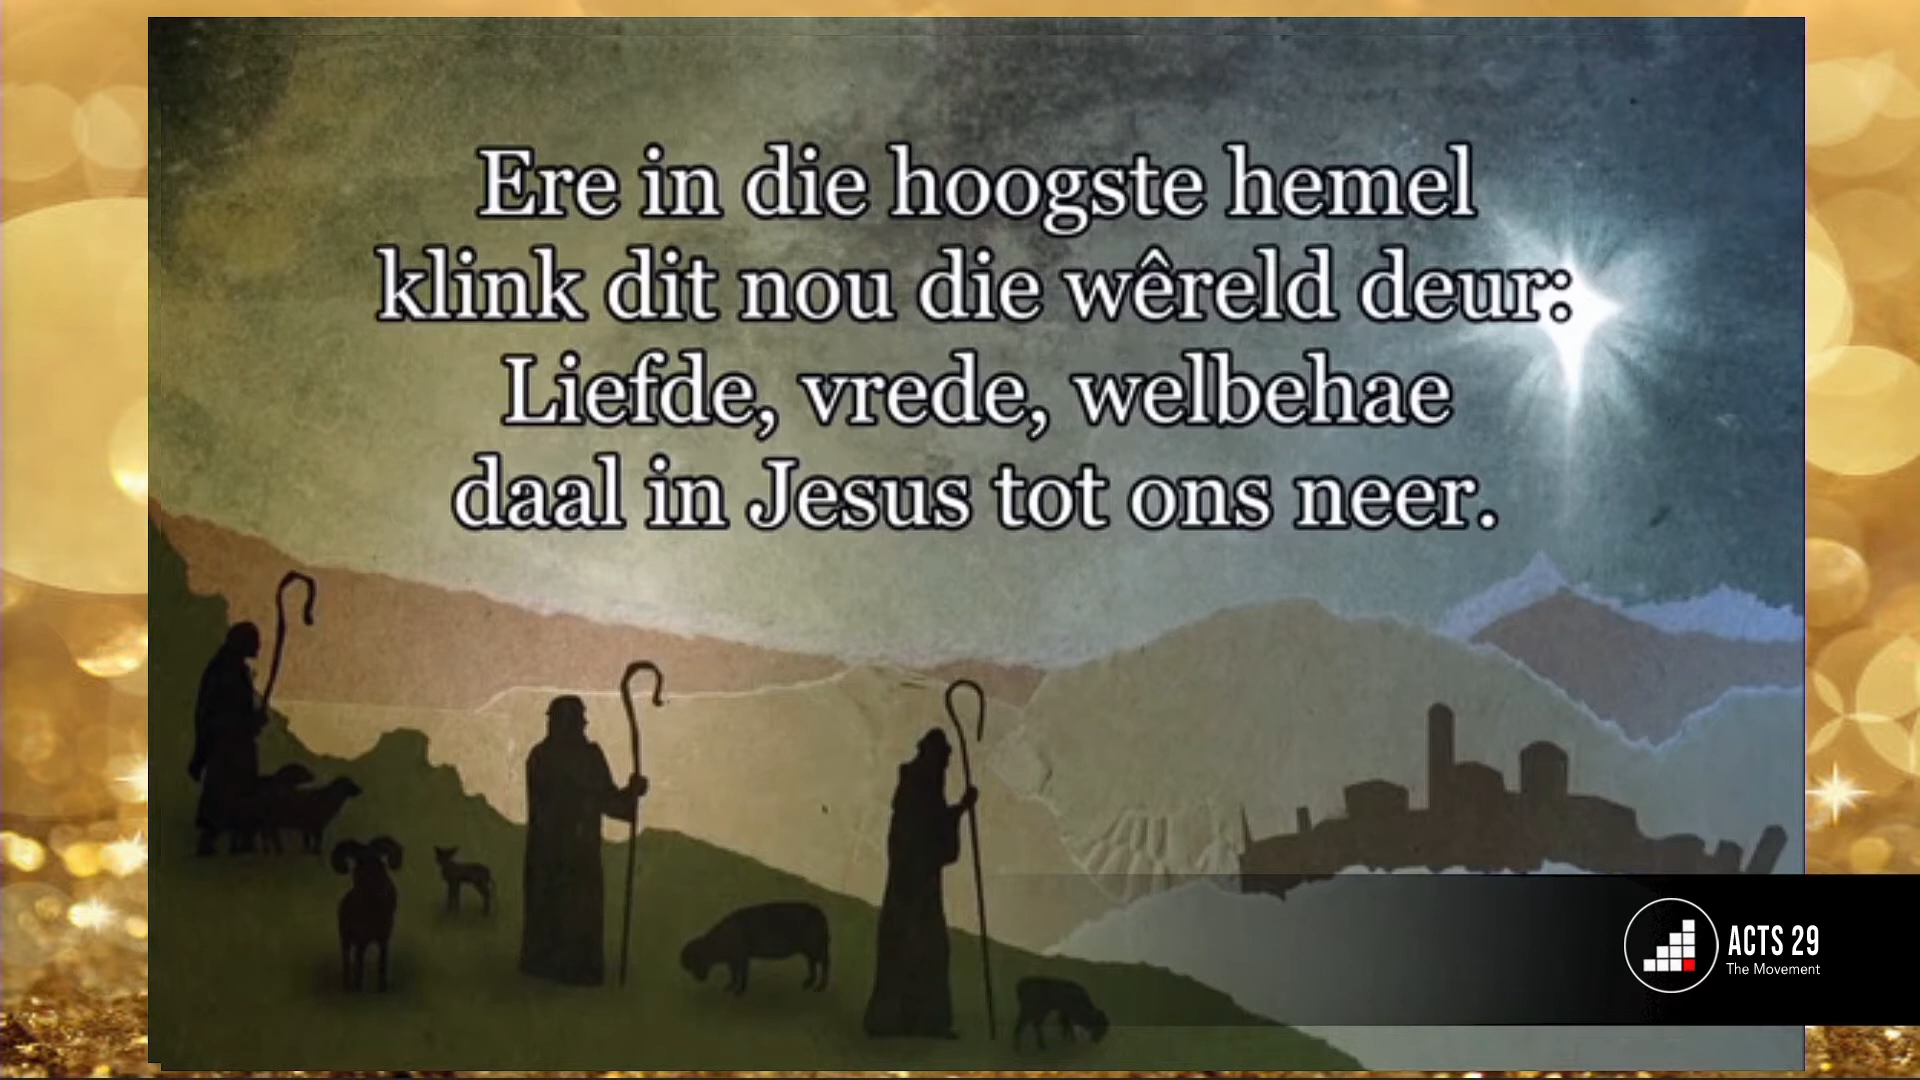 Ere in die hoogste hemel
klink dit nou die wêreld deur:
Liefde, vrede, welbehae
daal in Jesus tot ons neer.
ACTS 29
The Movement